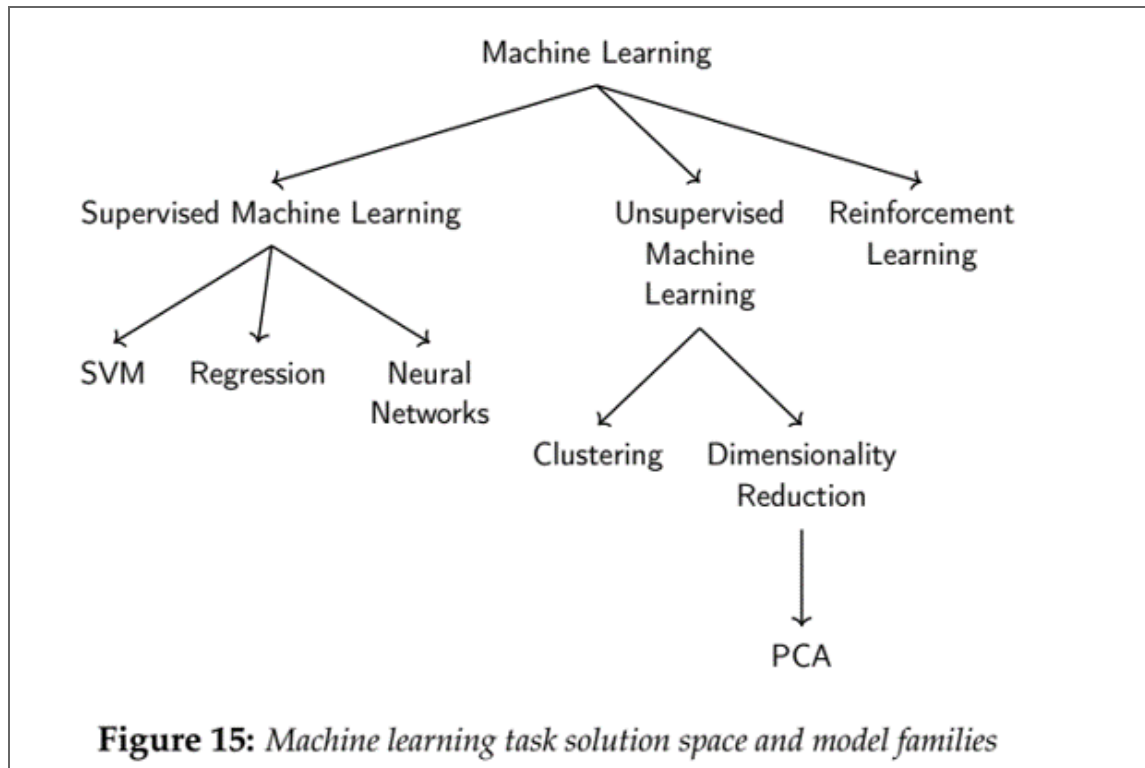 Machine Learning
Supervised Machine Learning
Unsupervised
Machine
Learning
Reinforcement
Learning
SVM
Regression
Neural
Networks
Clustering
Dimensionality
Reduction
PCA
Figure 15: Machine learning task solution space and model families